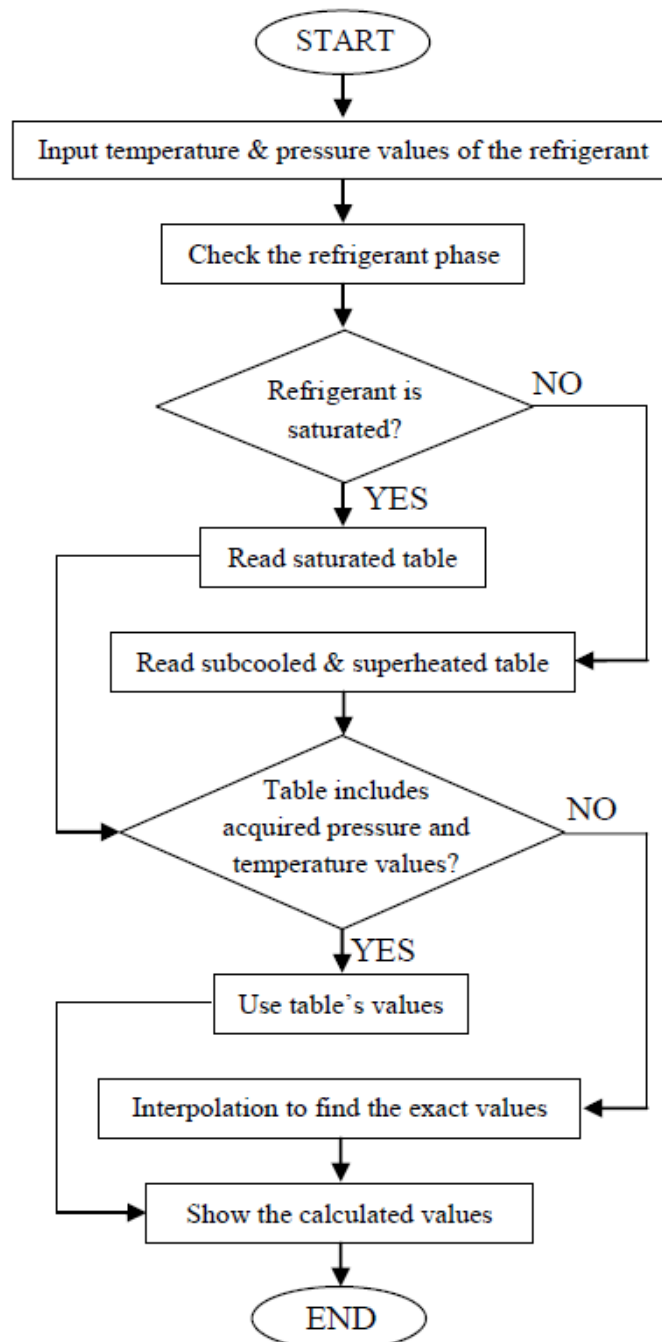 START
Input temperature & pressure values of the refrigerant
Check the refrigerant phase
Refrigerant is
saturated?
NO
YES
Read saturated table
Read subcooled & superheated table
Table includes
acquired pressure and
temperature values?
NO
YES
Use table's values
Interpolation to find the exact values
Show the calculated values
END